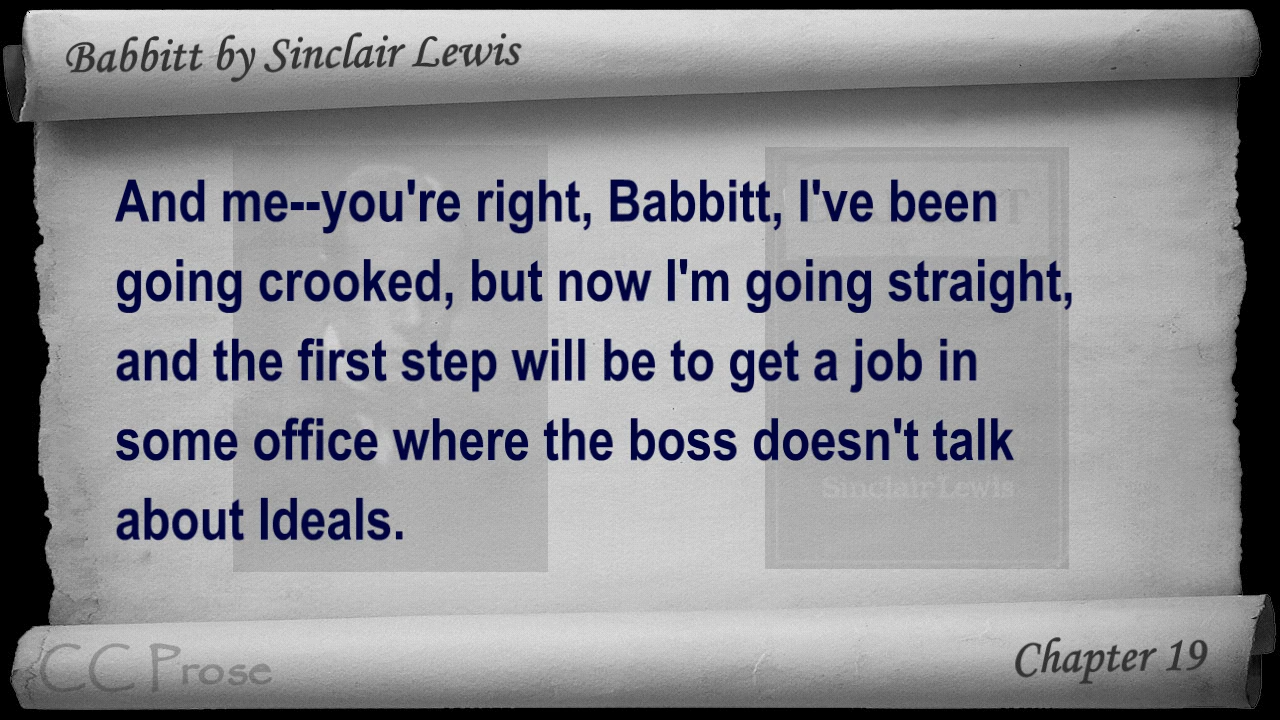 Babbitt by Sinclair Lewis
And me--you're right, Babbitt, I've been
going crooked, but now I'm going straight,
and the first step will be to get a job in
some office where the boss doesn't talk
about Ideals.
Sinclair Lewis
CC Prose
Chapter 19